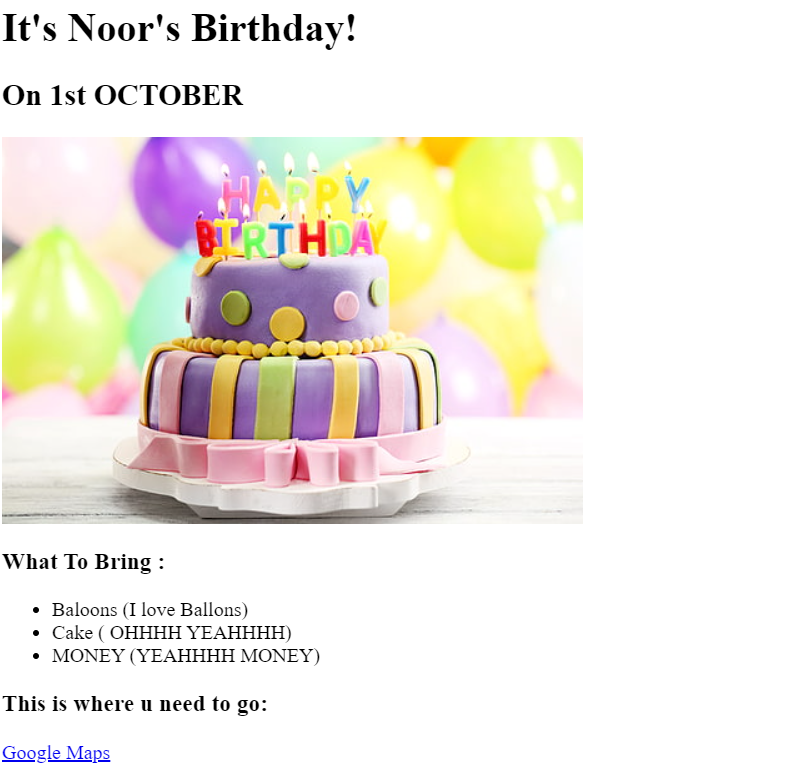 It's Noor's Birthday!
On 1st OCTOBER
HAPPY
BIRTHDAY
What To Bring :
Baloons (I love Ballons)
Cake ( OHHHH YEAHHHH)
MONEY (YEAHHHH MONEY)
This is where u need to go:
Google Maps